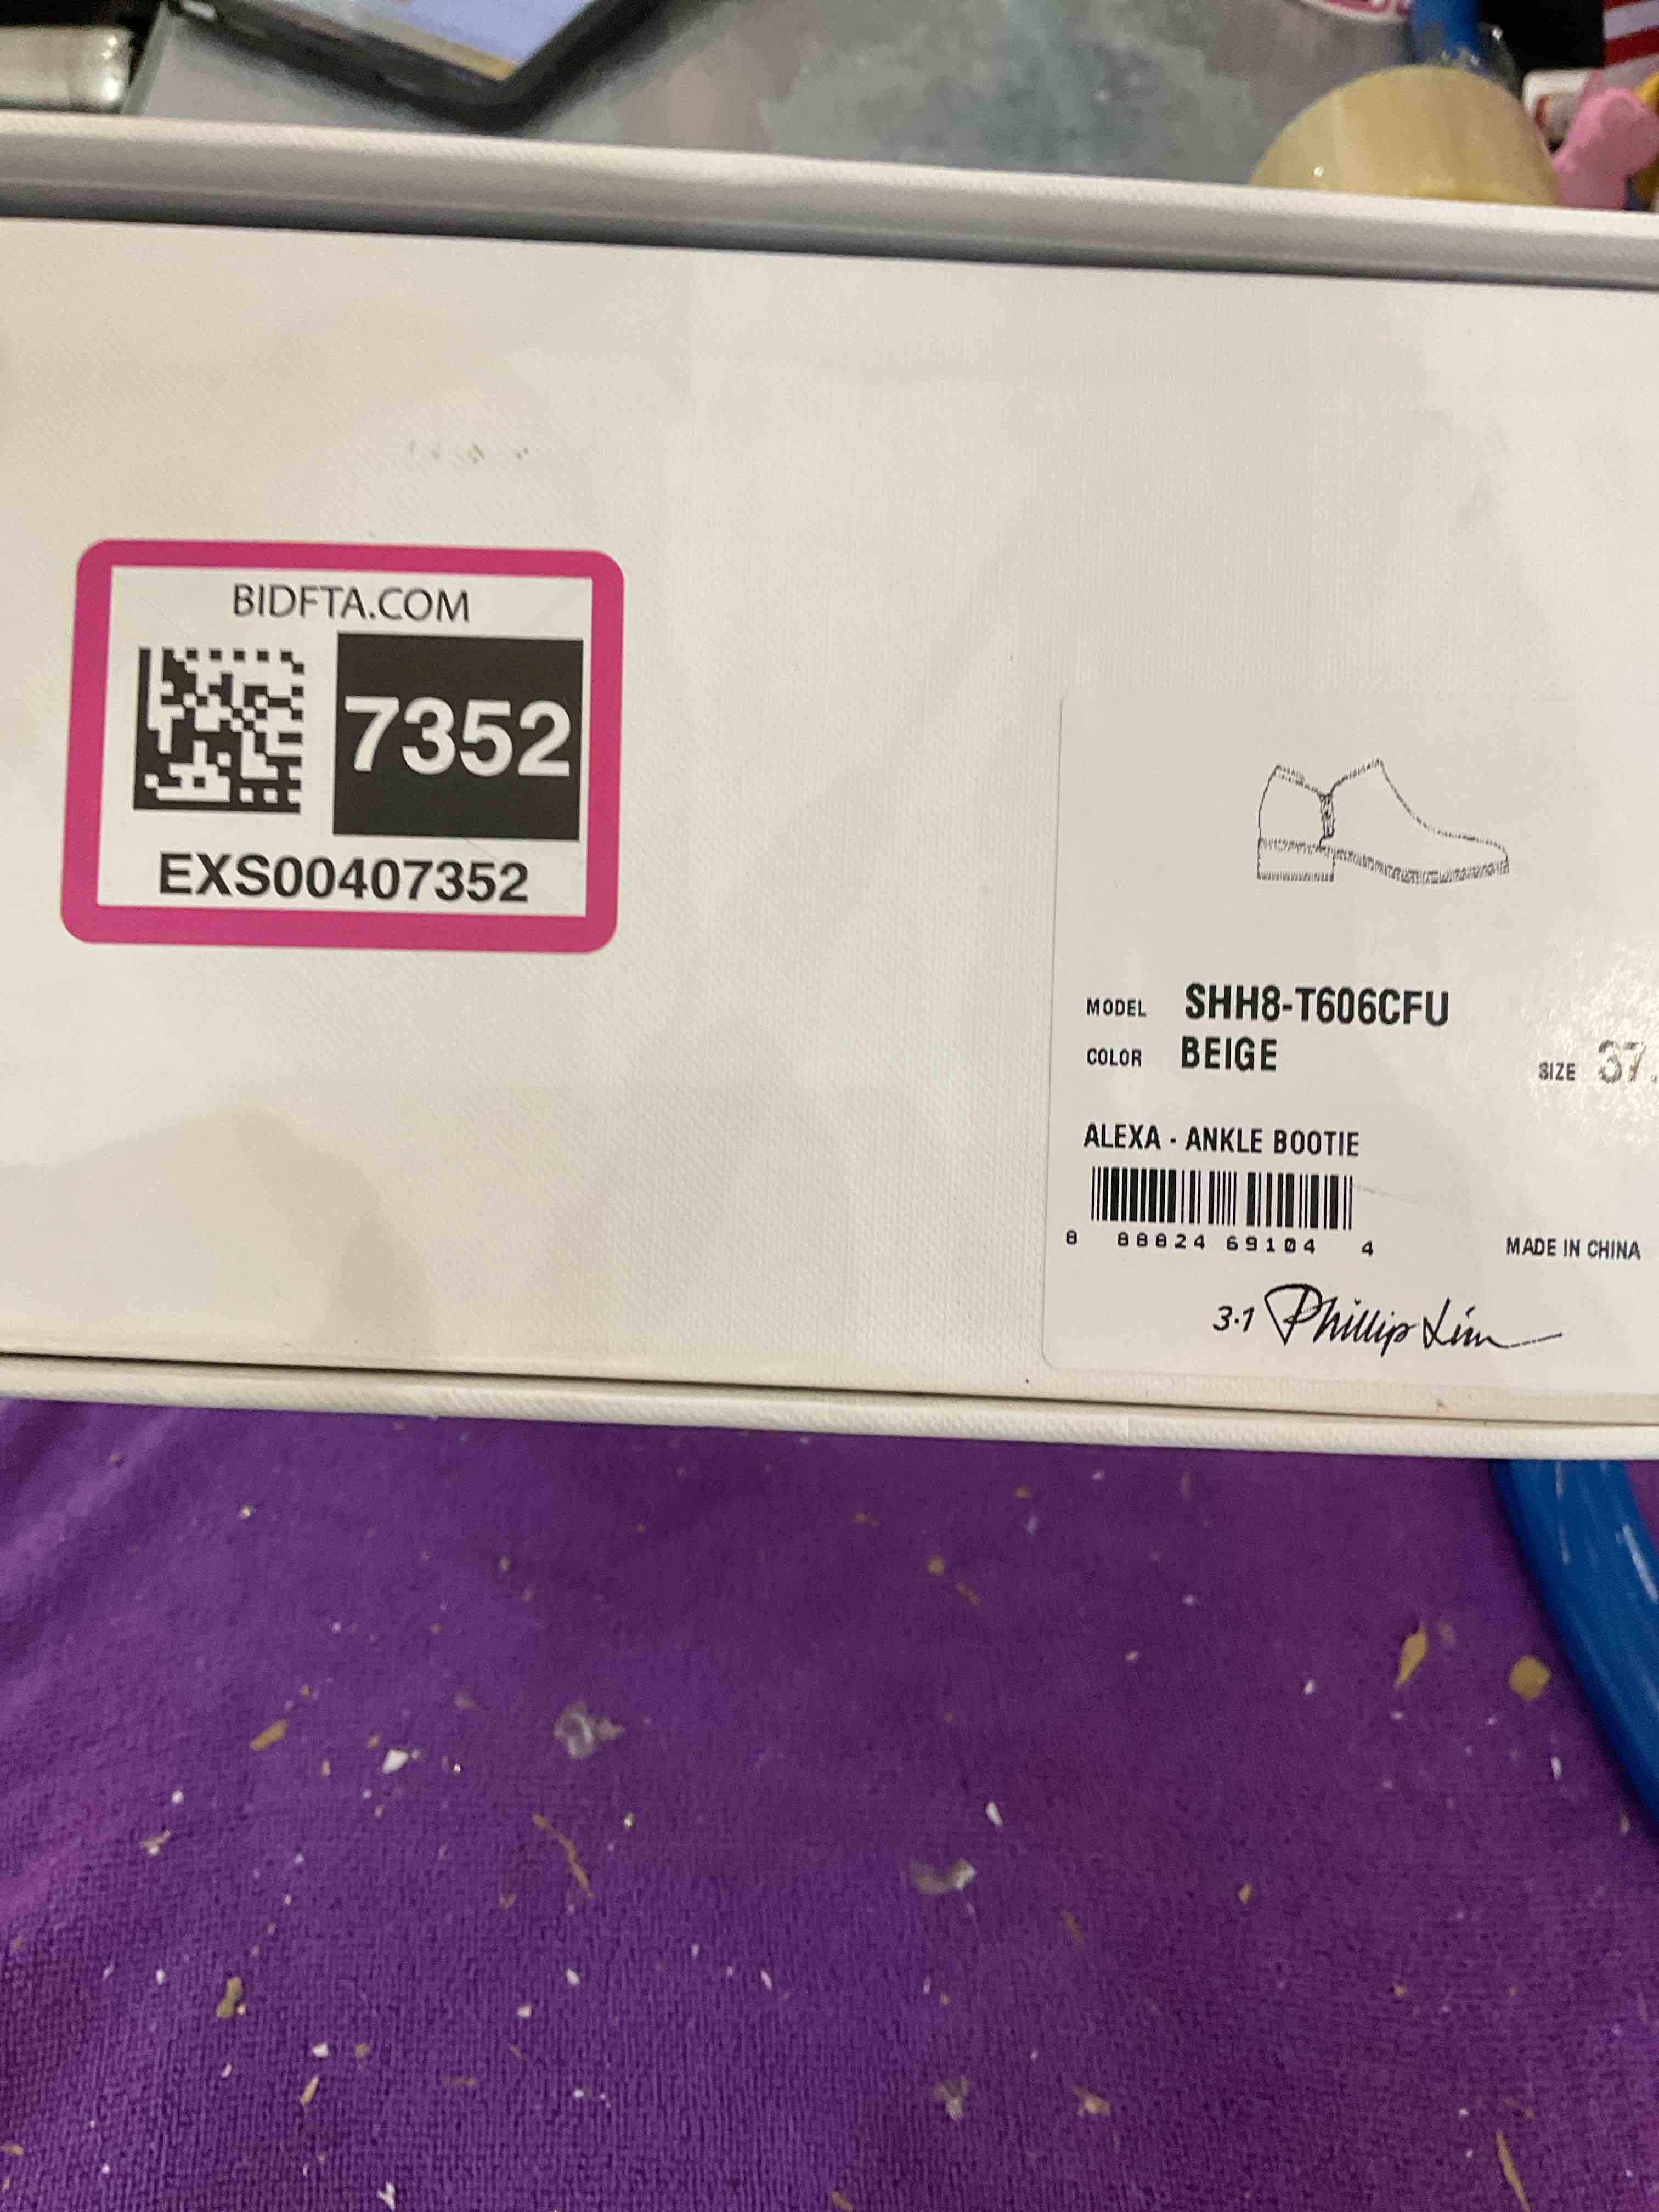 BIDFTA.COM
7352
EXS00407352
MODEL SHH8-T606CFU
COLOR BEIGE
SIZE 37.
ALEXA - ANKLE BOOTIE
8 88824 69104 4
MADE IN CHINA
3.1 Phillip Lim